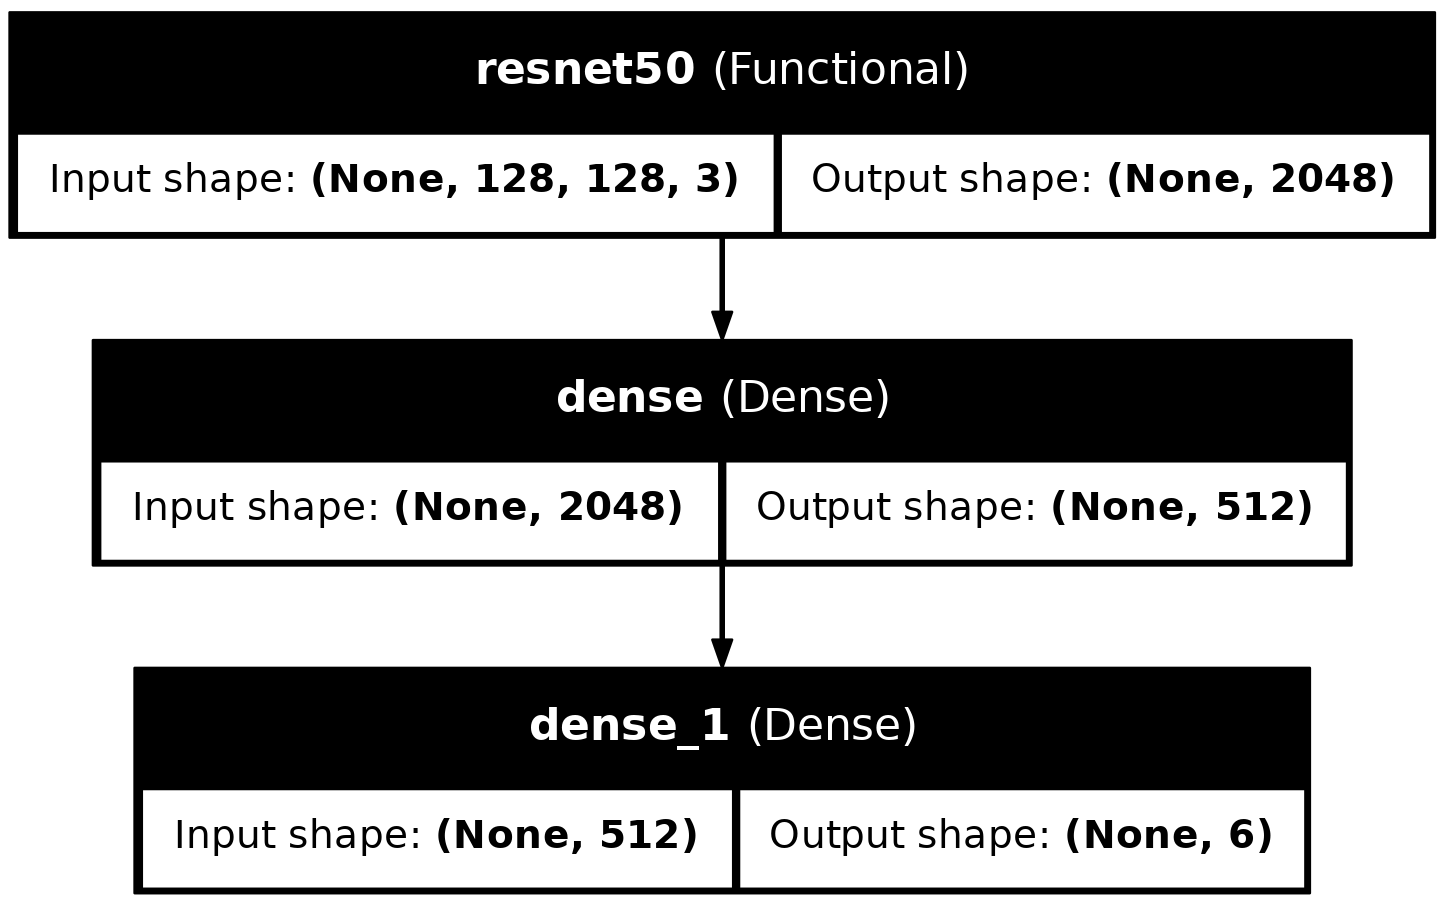 resnet50 (Functional)
Input shape: (None, 128, 128, 3) Output shape: (None, 2048)
dense (Dense)
Input shape: (None, 2048) Output shape: (None, 512)
dense_1 (Dense)
Input shape: (None, 512) Output shape: (None, 6)